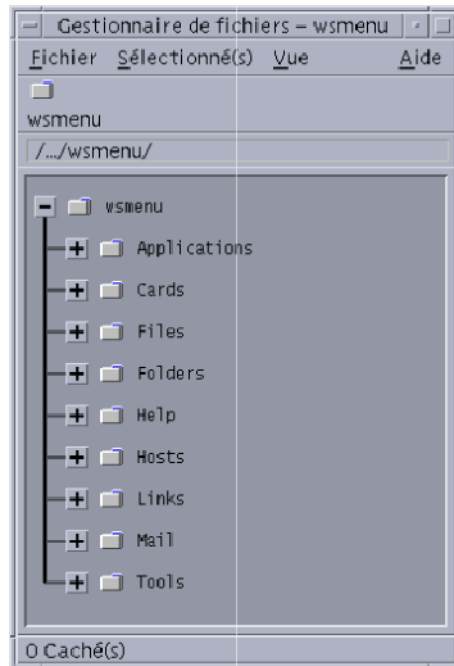 Gestionnaire de fichiers – wsmenu
Fichier Sélectionné(s) Vue Aide
wsmenu
/.../wsmenu/
wsmenu
Applications
Cards
Files
Folders
Help
Hosts
Links
Mail
Tools
0 Caché(s)